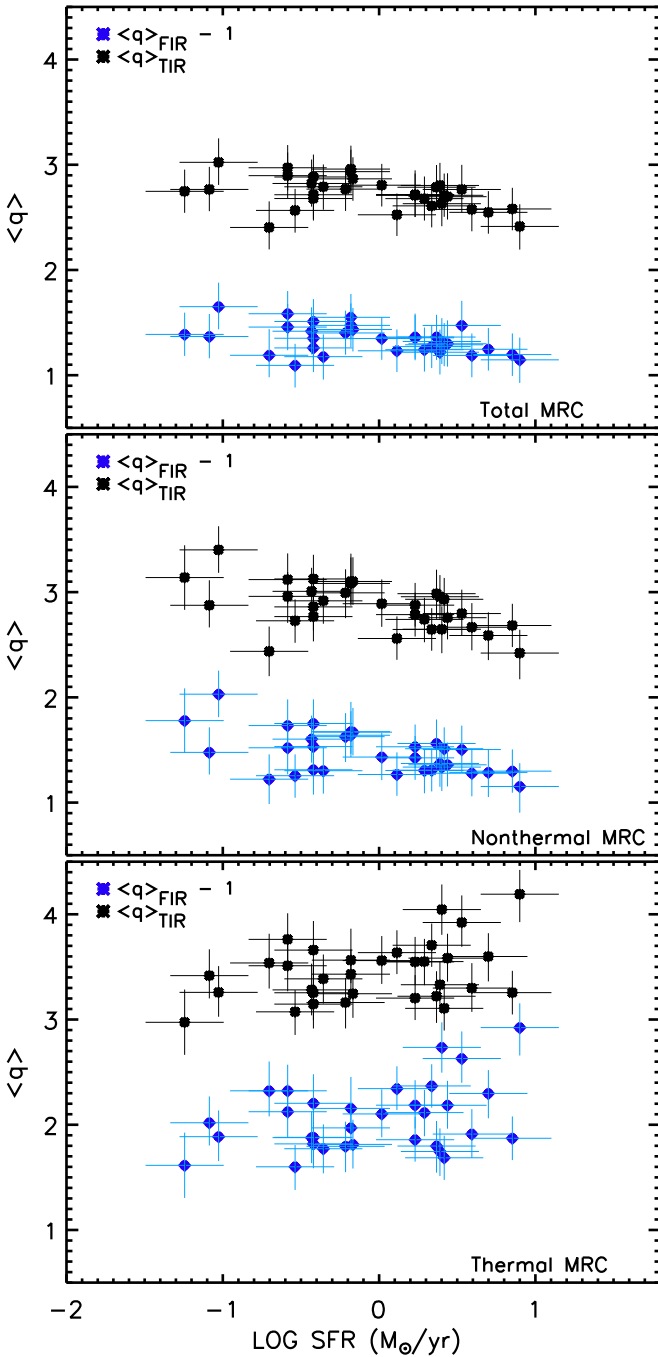 <q>FIR - 1
<q>TIR
4
3
2
1
<q>
Total MRC
<q>FIR - 1
<q>TIR
4
3
2
1
<q>
Nonthermal MRC
<q>FIR - 1
<q>TIR
4
3
2
1
<q>
Thermal MRC
-2 -1 0 1
LOG SFR (M⊙/yr)